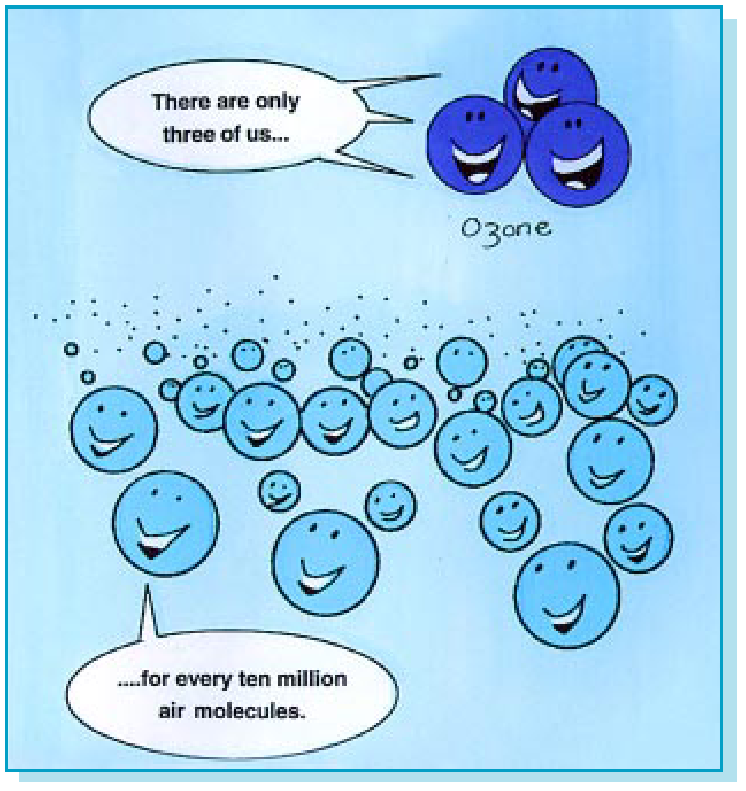 There are only
three of us...
Ozone
....for every ten million
air molecules.